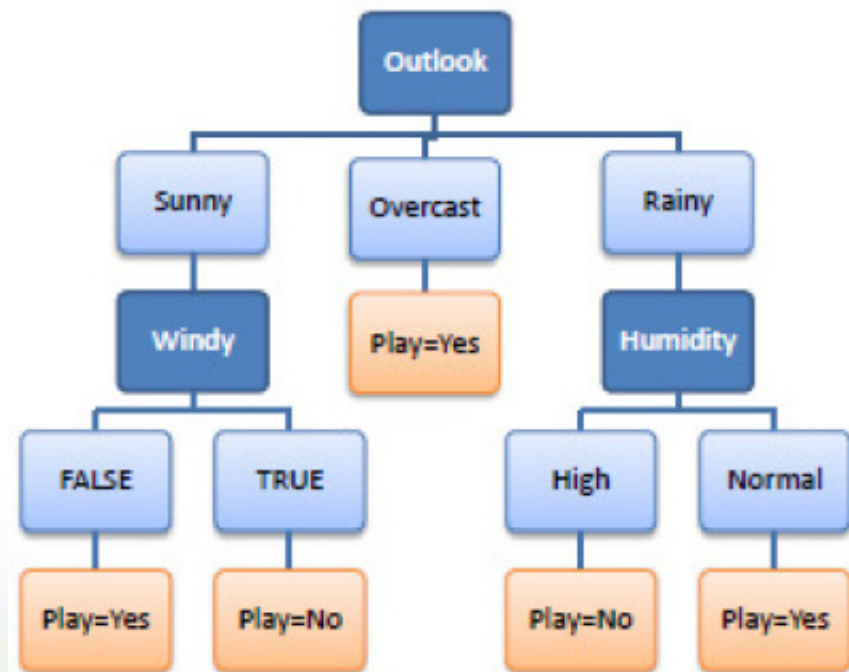 Outlook
Sunny
Overcast
Rainy
Windy
Play=Yes
Humidity
FALSE
TRUE
High
Normal
Play=Yes
Play=No
Play=No
Play=Yes